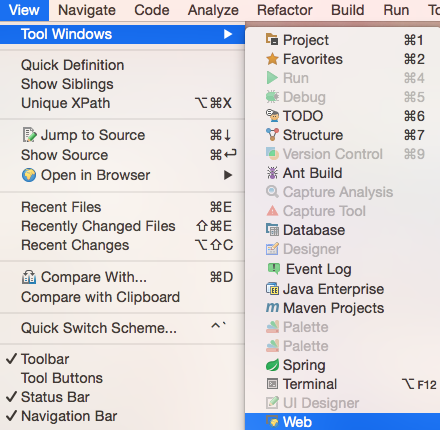 View Navigate Code Analyze Refactor Build Run
Tool Windows ▶
Quick Definition
Show Siblings
Unique XPath ⌥⌘X
Jump to Source ⌘↓
Show Source ⌘↩
Open in Browser ▶
Recent Files ⌘E
Recently Changed Files ⇧⌘E
Recent Changes ⌥⇧C
Compare With... ⌘D
Compare with Clipboard
Quick Switch Scheme... ^`
✓ Toolbar
Tool Buttons
✓ Status Bar
✓ Navigation Bar
Project ⌘1
Favorites ⌘2
Run ⌘4
Debug ⌘5
TODO ⌘6
Structure ⌘7
Version Control ⌘9
Ant Build
Capture Analysis
Capture Tool
Database
Designer
Event Log
Java Enterprise
Maven Projects
Palette
Palette
Spring
Terminal ⌥F12
UI Designer
Web